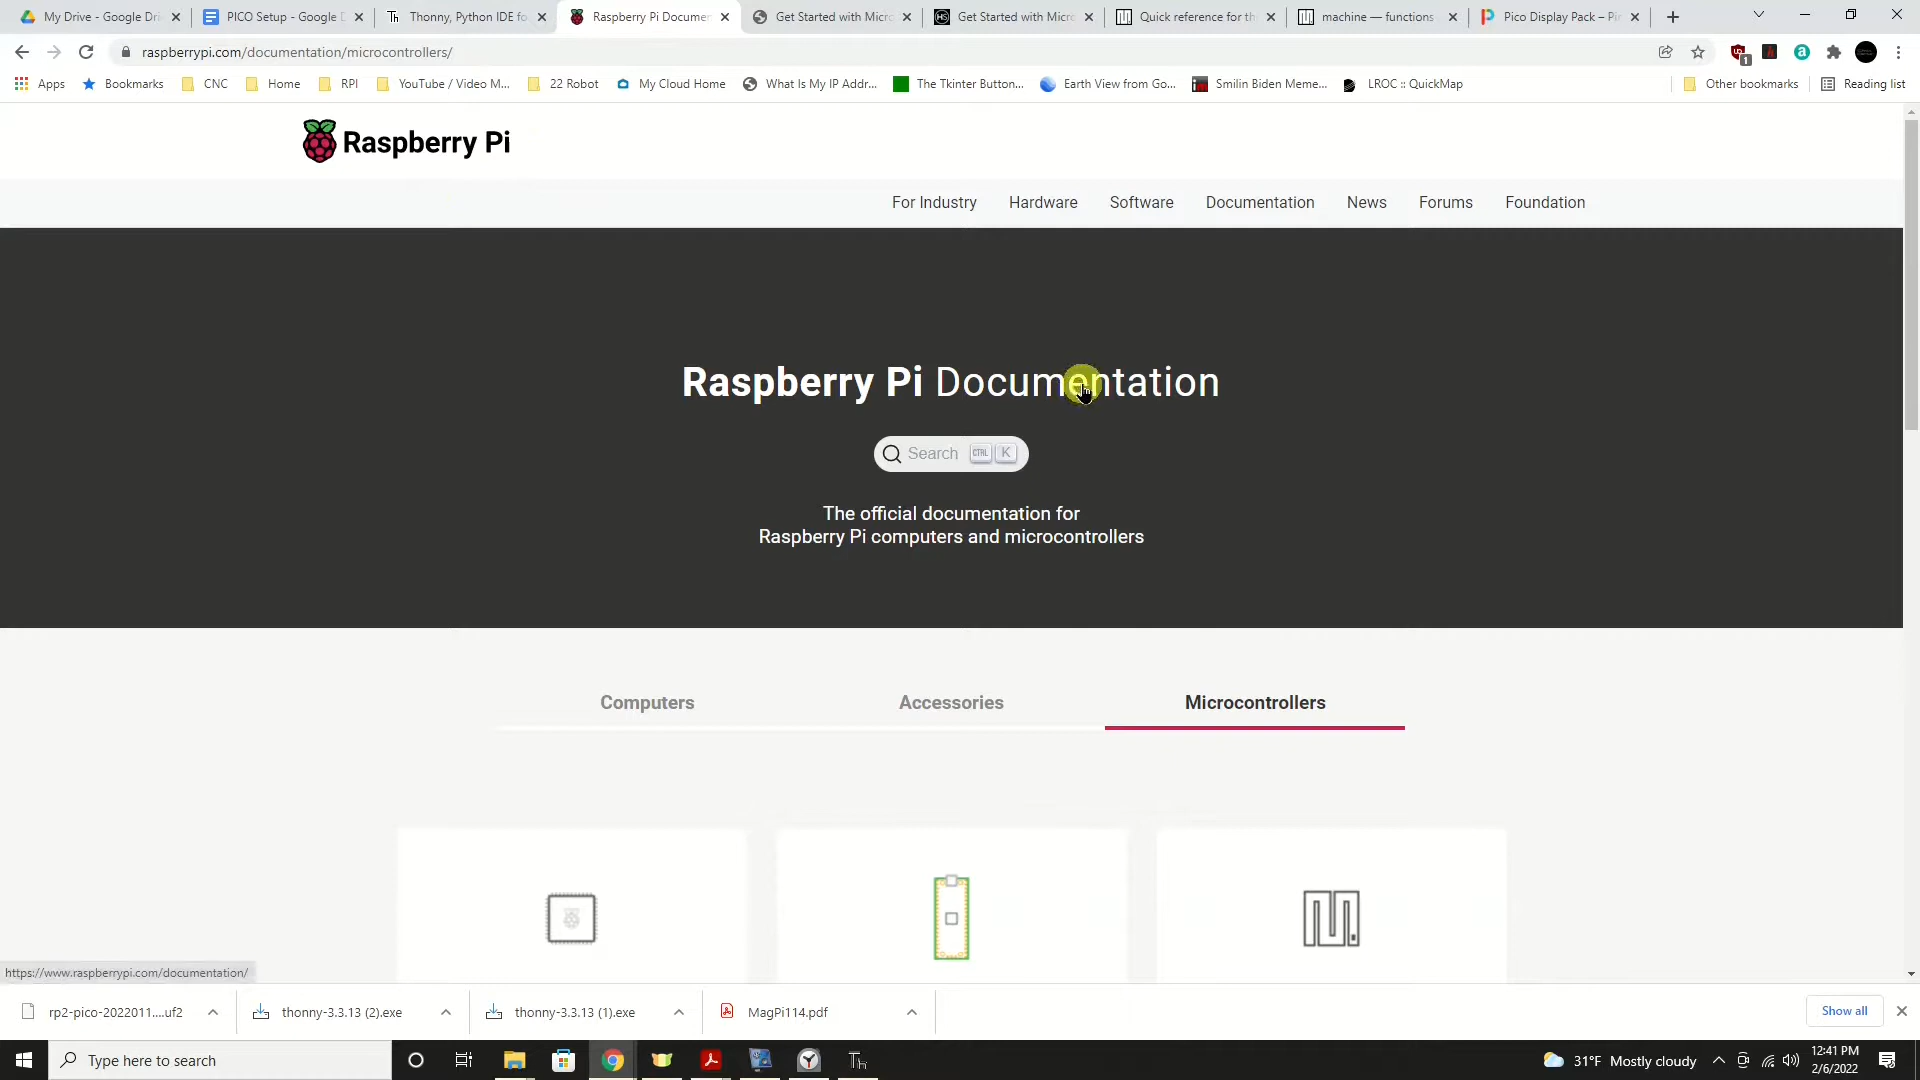 My Drive - Google Dri
PICO Setup - Google D
Th Thonny, Python IDE fo
Raspberry Pi Documen
Get Started with Micro
HS Get Started with Micro
Quick reference for th
machine — functions
Pico Display Pack – Pi
raspberrypi.com/documentation/microcontrollers/
1
a
Apps
Bookmarks
CNC
Home
RPI
YouTube / Video M...
22 Robot
My Cloud Home
What Is My IP Addr...
The Tkinter Button...
Earth View from Go...
Smilin Biden Meme...
LROC :: QuickMap
Other bookmarks
Reading list
Raspberry Pi
For Industry
Hardware
Software
Documentation
News
Forums
Foundation
Raspberry Pi Documentation
Search CTRL K
The official documentation for
Raspberry Pi computers and microcontrollers
Computers
Accessories
Microcontrollers
https://www.raspberrypi.com/documentation/
rp2-pico-2022011....uf2
thonny-3.3.13 (2).exe
thonny-3.3.13 (1).exe
MagPi114.pdf
Show all
Type here to search
Th
31°F Mostly cloudy
12:41 PM
2/6/2022